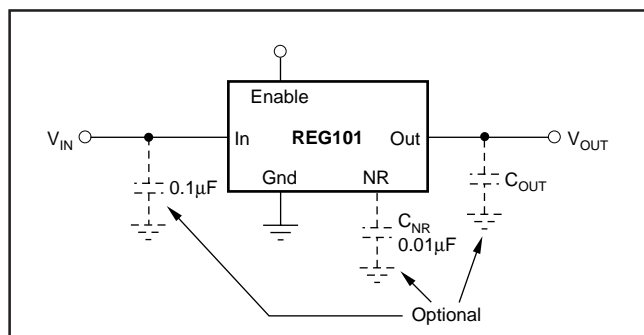 Enable
V_IN
In
REG101
Out
V_OUT
Gnd
NR
0.1µF
C_NR
0.01µF
C_OUT
Optional